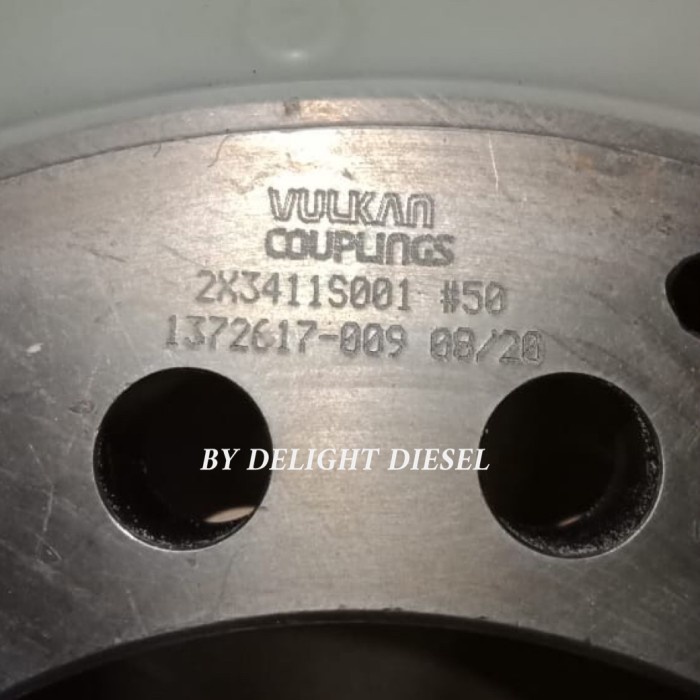 VULKAN
COUPLINGS
2X3411S001 #50
1372617-009 08/20
BY DELIGHT DIESEL